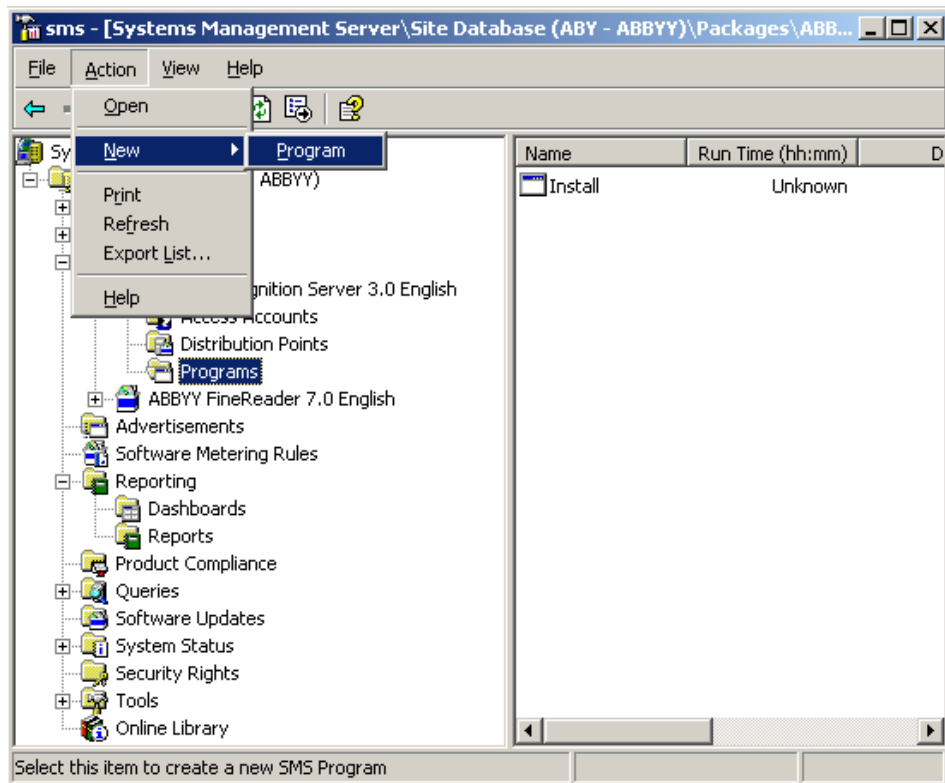 sms - [Systems Management Server\Site Database (ABY - ABBYY)\Packages\ABB...
File Action View Help
Open
New
Program
Print
Refresh
Export List...
Help
Sy
ABBYY)
gnition Server 3.0 English
Access Accounts
Distribution Points
Programs
ABBYY FineReader 7.0 English
Advertisements
Software Metering Rules
Reporting
Dashboards
Reports
Product Compliance
Queries
Software Updates
System Status
Security Rights
Tools
Online Library
Name Run Time (hh:mm) D
Install Unknown
Select this item to create a new SMS Program